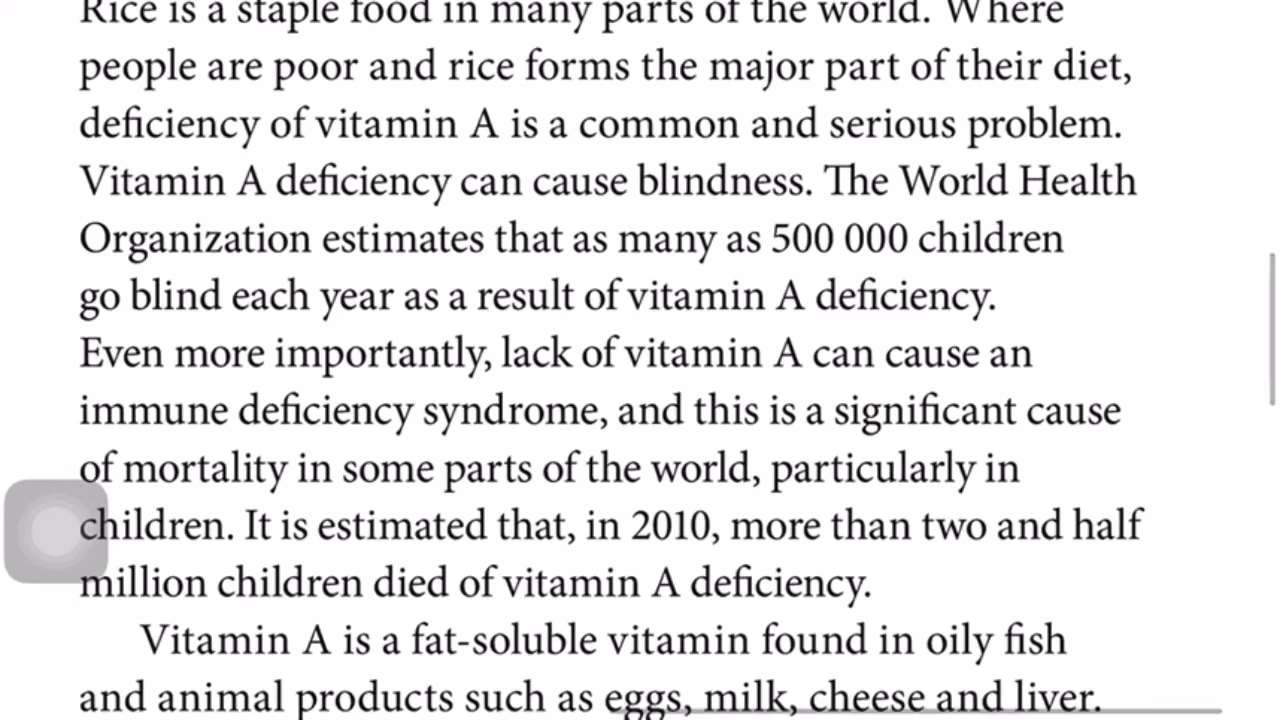 Rice is a staple food in many parts of the world. Where
people are poor and rice forms the major part of their diet,
deficiency of vitamin A is a common and serious problem.
Vitamin A deficiency can cause blindness. The World Health
Organization estimates that as many as 500 000 children
go blind each year as a result of vitamin A deficiency.
Even more importantly, lack of vitamin A can cause an
immune deficiency syndrome, and this is a significant cause
of mortality in some parts of the world, particularly in
children. It is estimated that, in 2010, more than two and half
million children died of vitamin A deficiency.
Vitamin A is a fat-soluble vitamin found in oily fish
and animal products such as eggs, milk, cheese and liver.